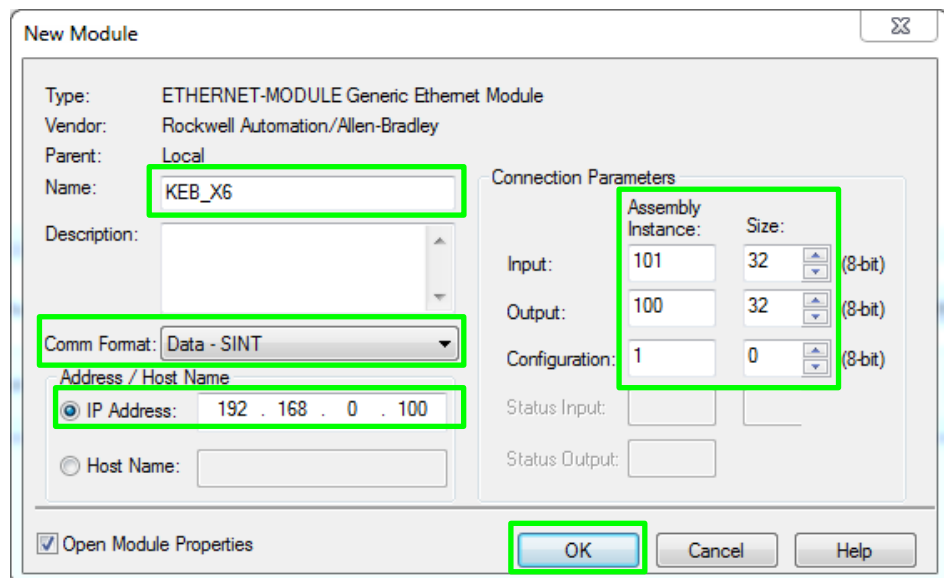 New Module
Type: ETHERNET-MODULE Generic Ethernet Module
Vendor: Rockwell Automation/Allen-Bradley
Parent: Local
Name: KEB_X6
Description:
Comm Format: Data - SINT
Address / Host Name
IP Address: 192 . 168 . 0 . 100
Host Name:
Connection Parameters
Assembly
Instance: Size:
Input: 101 32 (8-bit)
Output: 100 32 (8-bit)
Configuration: 1 0 (8-bit)
Status Input:
Status Output:
Open Module Properties
OK Cancel Help